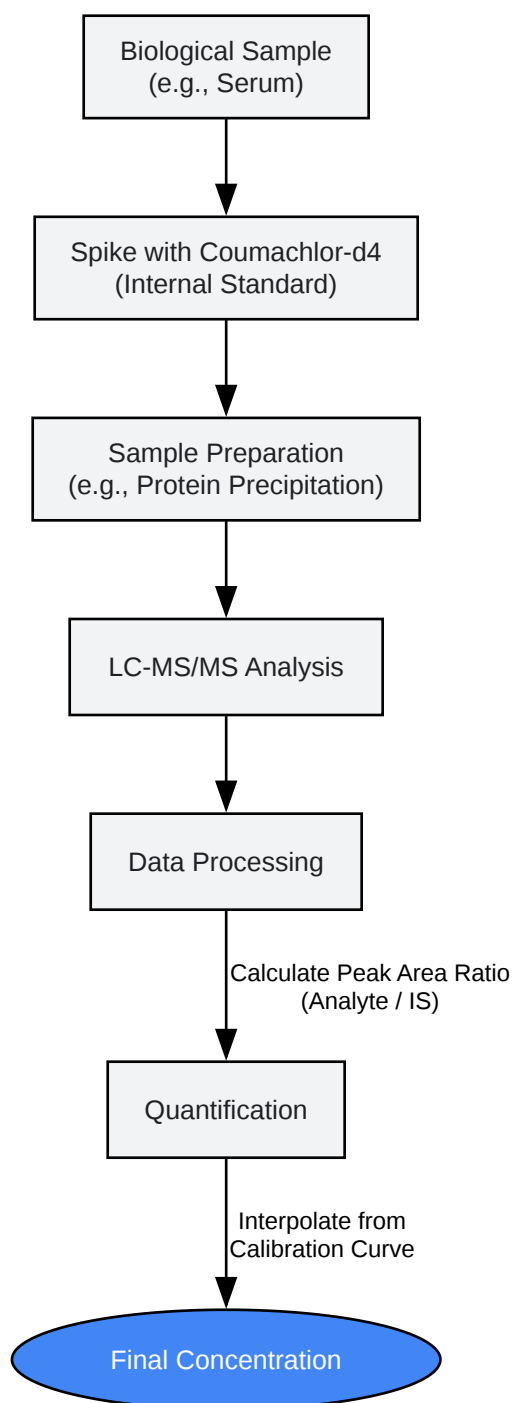 Biological Sample
(e.g., Serum)
Spike with Coumachlor-d4
(Internal Standard)
Sample Preparation
(e.g., Protein Precipitation)
LC-MS/MS Analysis
Data Processing
Calculate Peak Area Ratio
(Analyte / IS)
Quantification
Interpolate from
Calibration Curve
Final Concentration